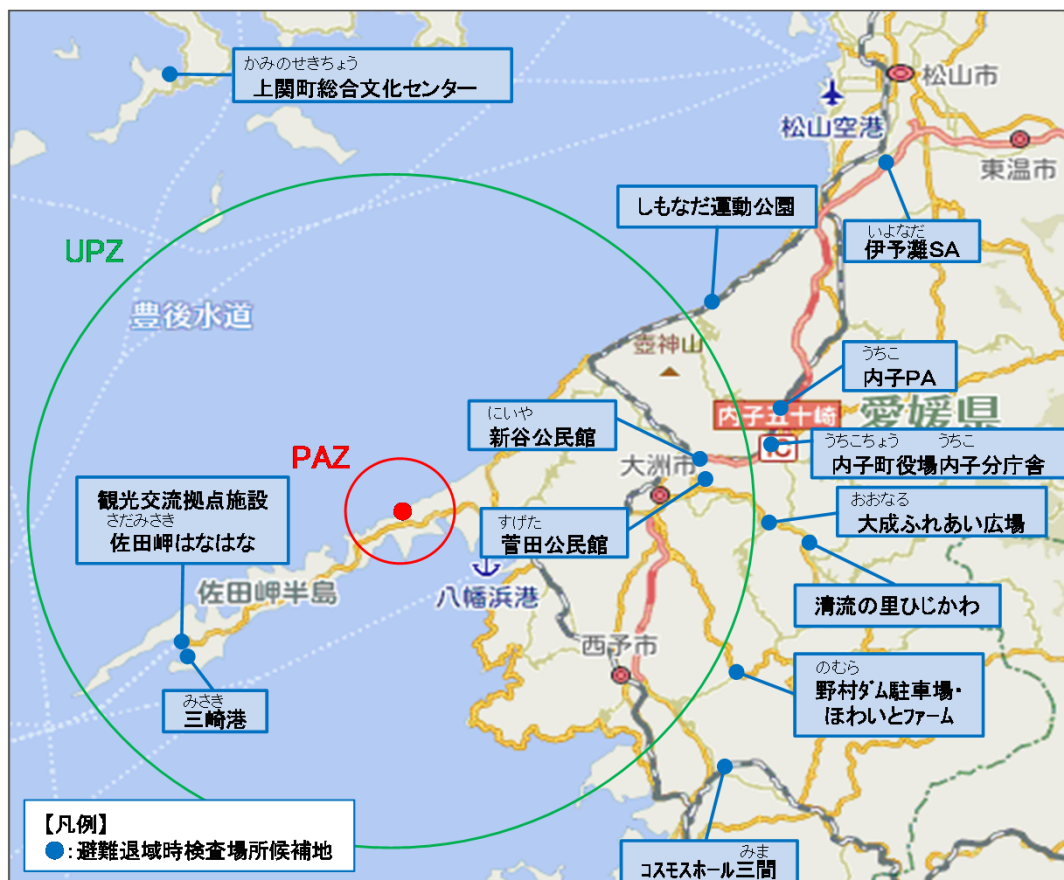 かみのせきちょう
上関町総合文化センター
松山市
松山空港
東温市
しもなだ運動公園
いよなだ
伊予灘SA
UPZ
豊後水道
壺神山
うちこ
内子PA
内子五十崎
愛媛県
IC
にいや
新谷公民館
うちこちょう うちこ
内子町役場内子分庁舎
PAZ
大洲市
観光交流拠点施設
さだみさき
佐田岬はなはな
すげた
菅田公民館
おおなる
大成ふれあい広場
佐田岬半島
八幡浜港
清流の里ひじかわ
西予市
のむら
野村ダム駐車場・
ほわいとファーム
みさき
三崎港
【凡例】
●:避難退域時検査場所候補地
みま
コスモスホール三間